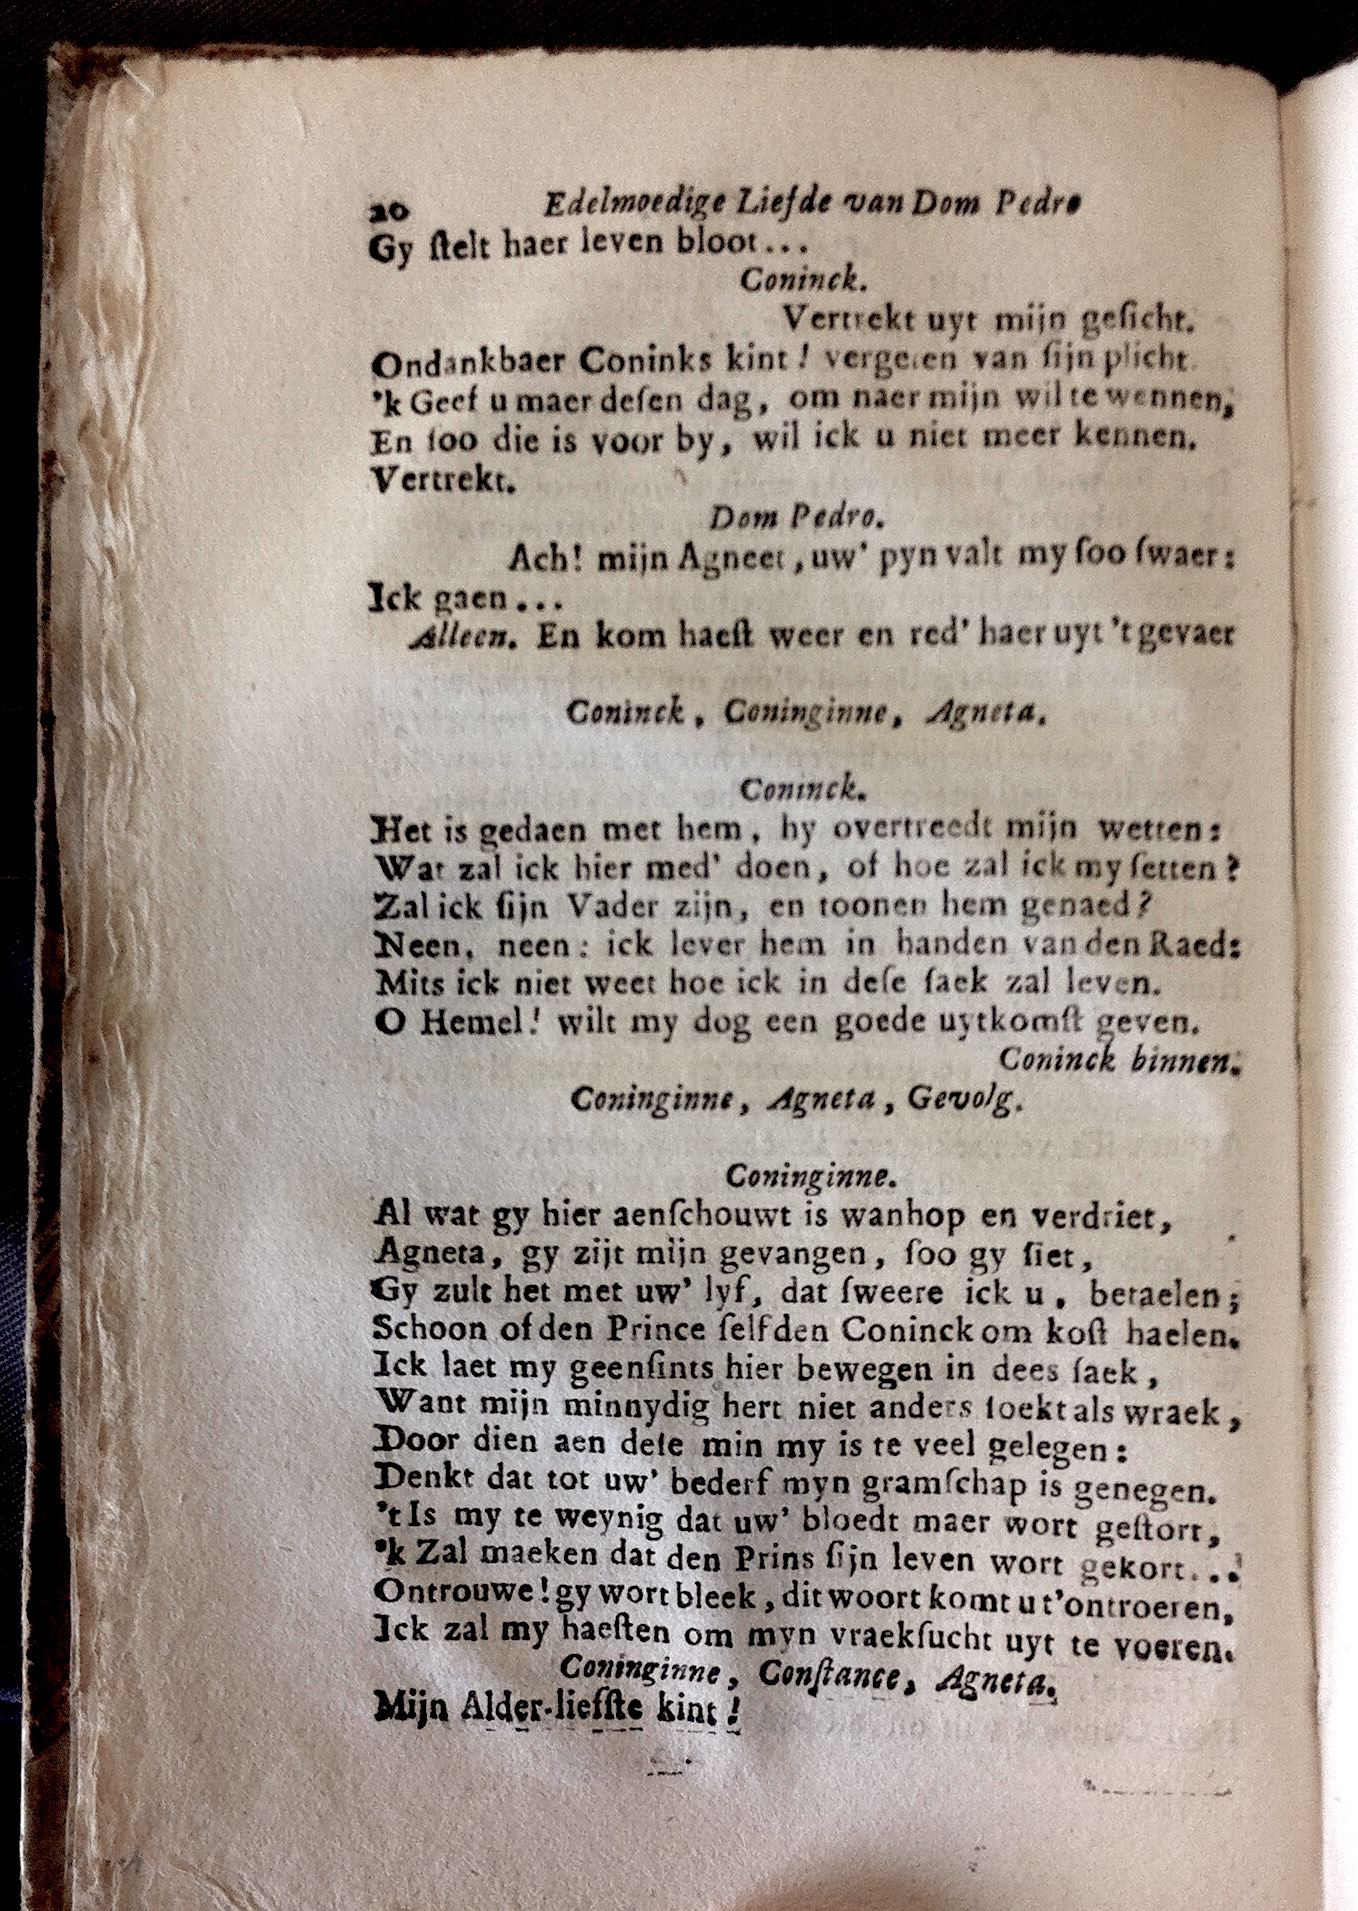 20 Edelmoedige Liefde van Dom Pedro
Gy ſtelt haer leven bloot...
Coninck.
Vertrekt uyt mijn geſicht.
Ondankbaer Coninks kint! vergeten van ſijn plicht.
'k Geef u maer deſen dag, om naer mijn wil te wennen,
En ſoo die is voor by, wil ick u niet meer kennen.
Vertrekt.
Dom Pedro.
Ach! mijn Agneet, uw' pyn valt my ſoo ſwaer:
Ick gaen...
Alleen. En kom haeſt weer en red' haer uyt 't gevaer
Coninck, Coninginne, Agneta.
Coninck.
Het is gedaen met hem, hy overtreedt mijn wetten:
Wat zal ick hier med' doen, of hoe zal ick my ſetten?
Zal ick ſijn Vader zijn, en toonen hem genaed?
Neen, neen: ick lever hem in handen van den Raed:
Mits ick niet weet hoe ick in deſe ſaek zal leven.
O Hemel! wilt my dog een goede uytkomſt geven.
Coninck binnen.
Coninginne, Agneta, Gevolg.
Coninginne.
Al wat gy hier aenſchouwt is wanhop en verdriet,
Agneta, gy zijt mijn gevangen, ſoo gy ſiet,
Gy zult het met uw' lyf, dat ſweere ick u, betaelen;
Schoon of den Prince ſelf den Coninck om koſt haelen.
Ick laet my geenſints hier bewegen in dees ſaek,
Want mijn minnydig hert niet anders ſoekt als wraek,
Door dien aen deſe min my is te veel gelegen:
Denkt dat tot uw' bederf myn gramſchap is genegen.
't Is my te weynig dat uw' bloedt maer wort geſtort,
'k Zal maeken dat den Prins ſijn leven wort gekort...
Ontrouwe! gy wort bleek, dit woort komt u t'ontroeren,
Ick zal my haeſten om myn vraekſucht uyt te voeren.
Coninginne, Conſtance, Agneta.
Mijn Alder-liefſte kint!